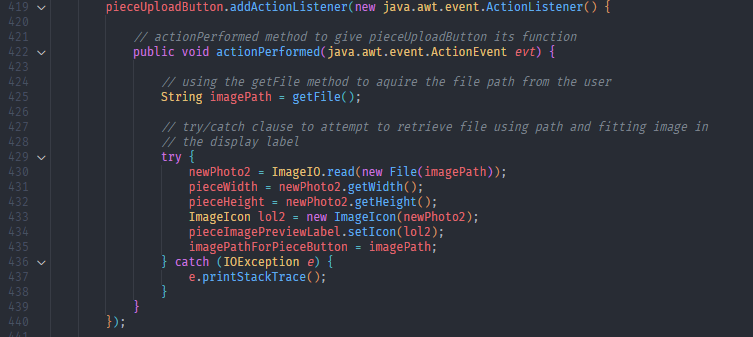 419 pieceUploadButton.addActionListener(new java.awt.event.ActionListener() {
420
421 // actionPerformed method to give pieceUploadButton its function
422 public void actionPerformed(java.awt.event.ActionEvent evt) {
423
424 // using the getFile method to aquire the file path from the user
425 String imagePath = getFile();
426
427 // try/catch clause to attempt to retrieve file using path and fitting image in
428 // the display label
429 try {
430 newPhoto2 = ImageIO.read(new File(imagePath));
431 pieceWidth = newPhoto2.getWidth();
432 pieceHeight = newPhoto2.getHeight();
433 ImageIcon lol2 = new ImageIcon(newPhoto2);
434 pieceImagePreviewLabel.setIcon(lol2);
435 imagePathForPieceButton = imagePath;
436 } catch (IOException e) {
437 e.printStackTrace();
438 }
439 }
440 });
441